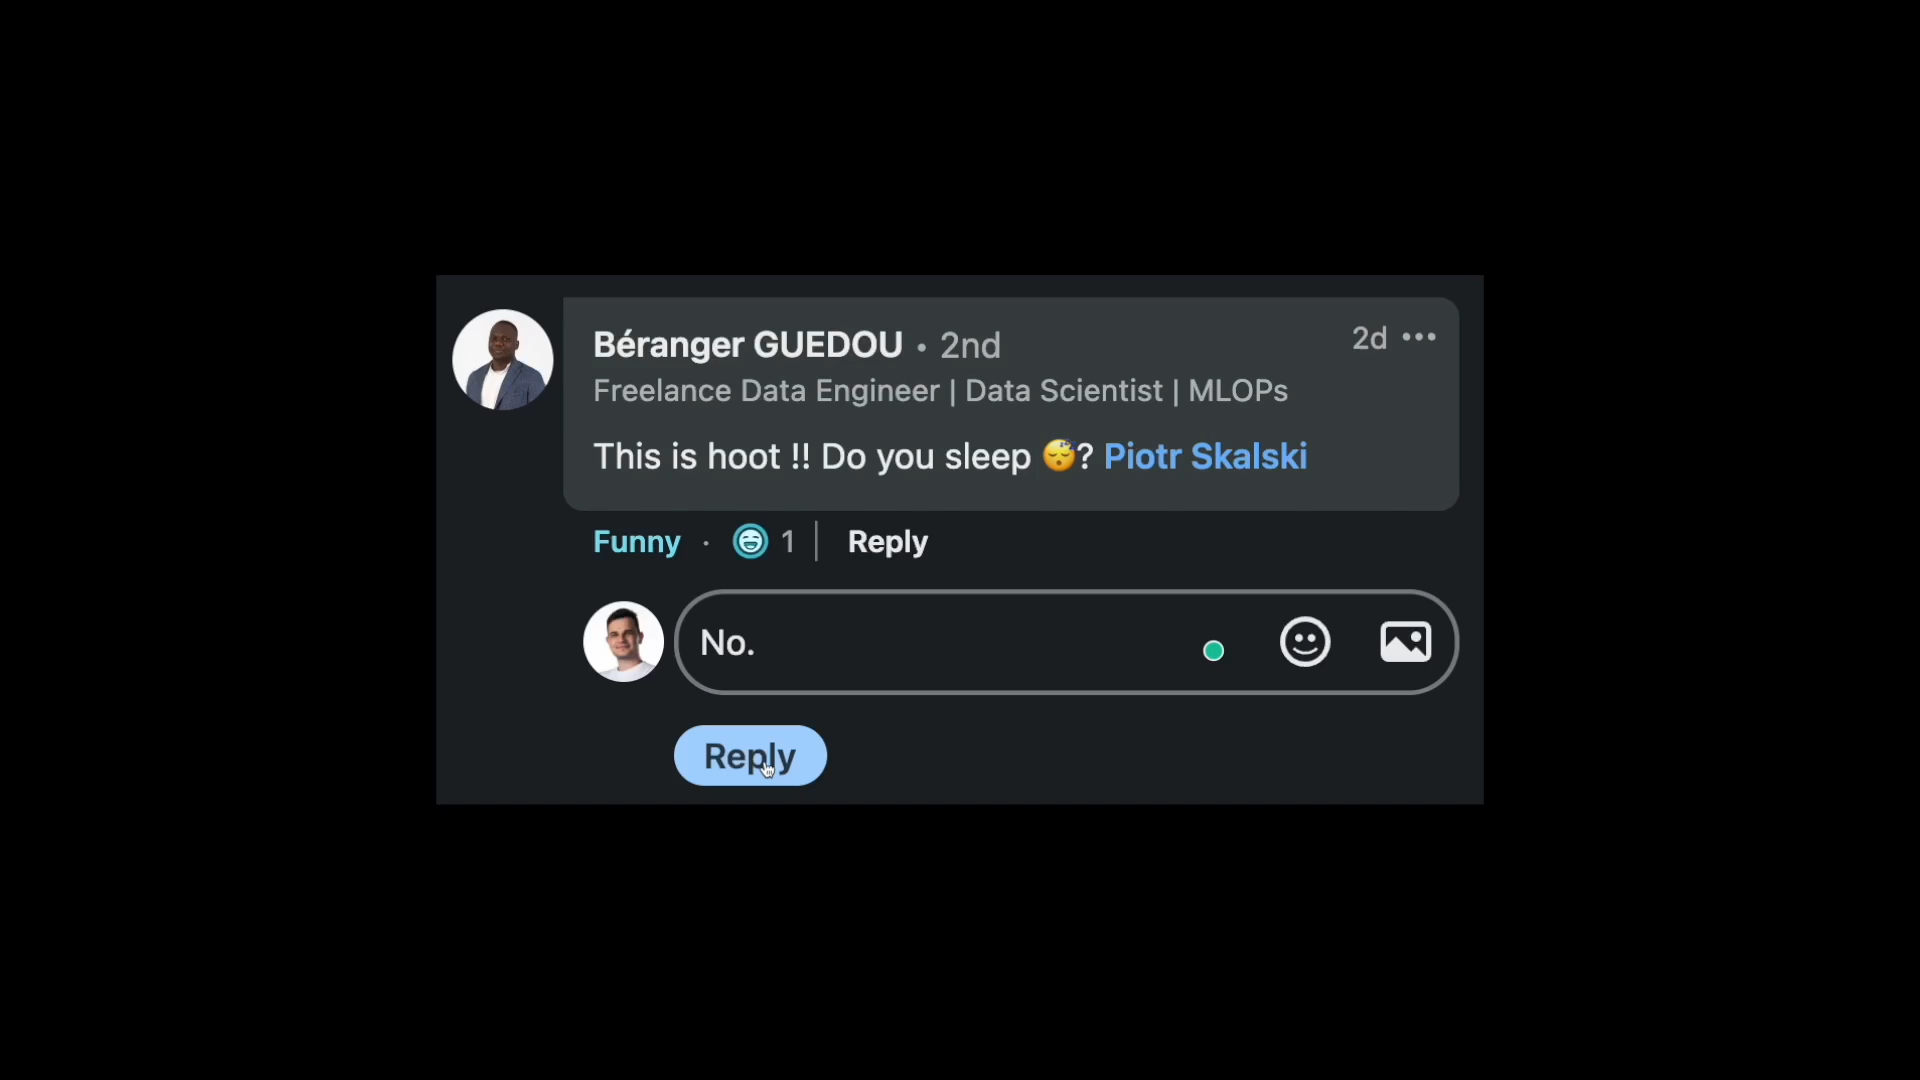 Béranger GUEDOU • 2nd
2d
Freelance Data Engineer | Data Scientist | MLOPs
This is hoot !! Do you sleep 😴? Piotr Skalski
Funny · 1 | Reply
No.
Reply